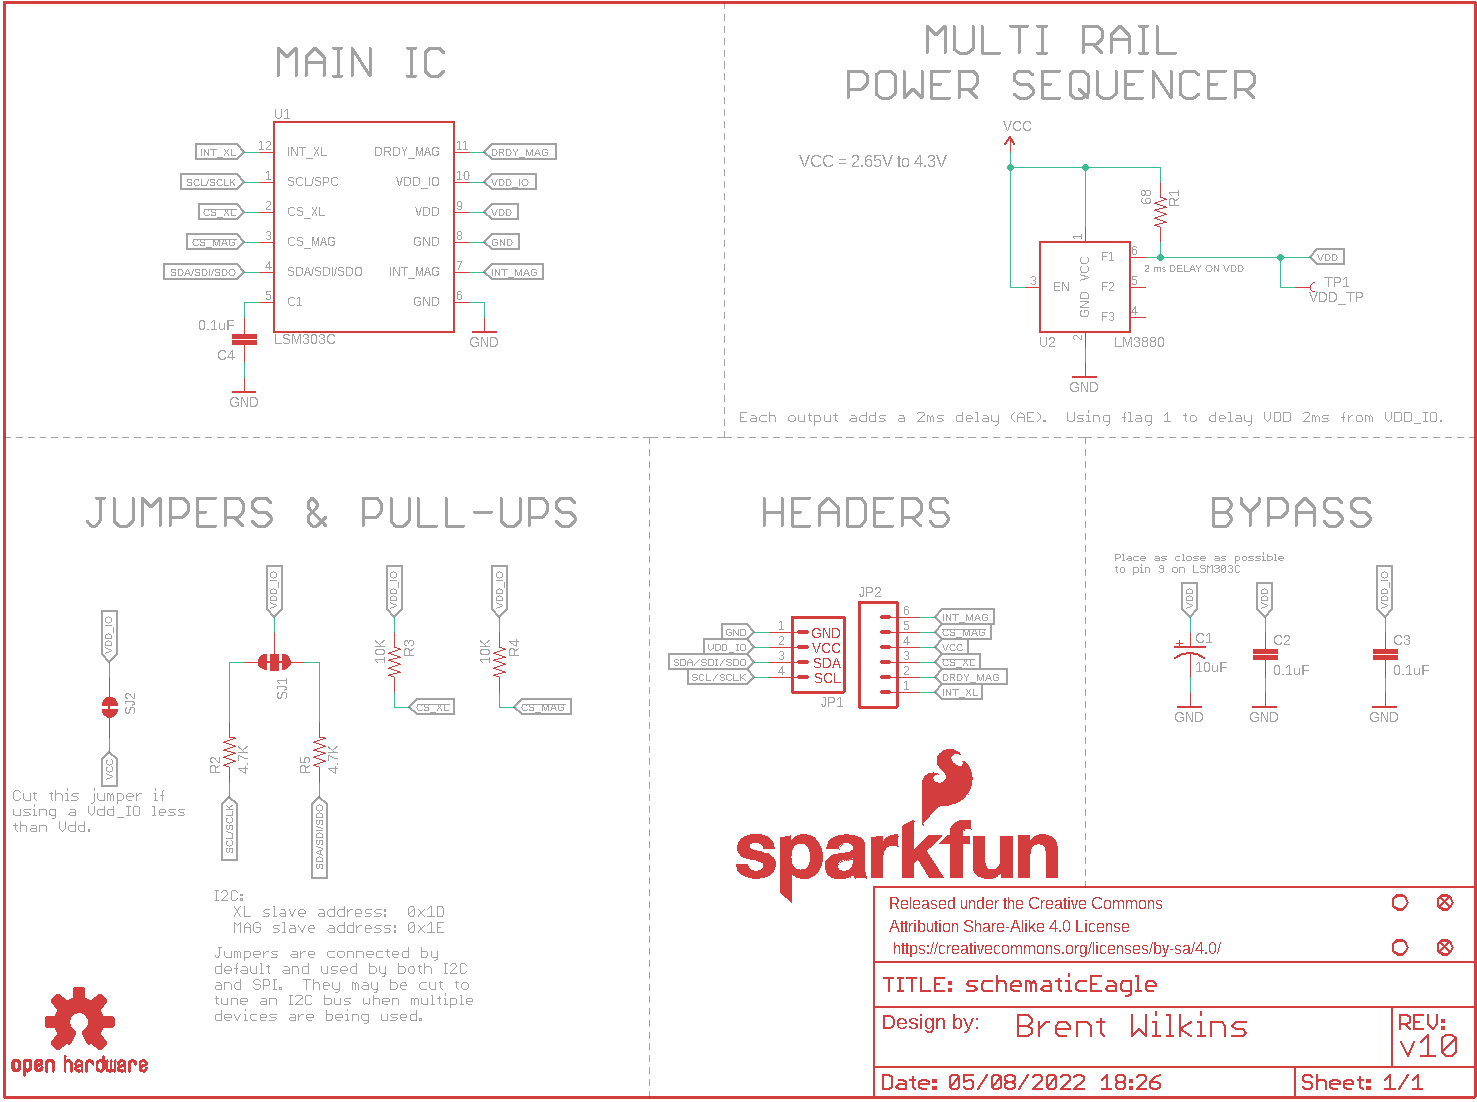 MAIN IC
U1
INT_XL 12 INT_XL DRDY_MAG 11 DRDY_MAG
SCL/SCLK 1 SCL/SPC VDD_IO 10 VDD_IO
CS_XL 2 CS_XL VDD 9 VDD
CS_MAG 3 CS_MAG GND 8 GND
SDA/SDI/SDO 4 SDA/SDI/SDO INT_MAG 7 INT_MAG
5 C1 GND 6
0.1uF
C4
LSM303C
GND
GND
MULTI RAIL
POWER SEQUENCER
VCC
VCC = 2.65V to 4.3V
68
R1
1
3 EN
VCC
GND
F1 6
F2 5
F3 4
2 ms DELAY ON VDD
VDD
TP1
VDD_TP
U2
2
LM3880
GND
Each output adds a 2ms delay (AE). Using flag 1 to delay VDD 2ms from VDD_IO.
JUMPERS & PULL-UPS
VDD_IO
SJ2
VCC
Cut this jumper if
using a Vdd_IO less
than Vdd.
VDD_IO
SJ1
R2
4.7K
R5
4.7K
SCL/SCLK
SDA/SDI/SDO
VDD_IO
10K
R3
CS_XL
VDD_IO
10K
R4
CS_MAG
I2C:
XL slave address: 0x1D
MAG slave address: 0x1E
Jumpers are connected by
default and used by both I2C
and SPI. They may be cut to
tune an I2C bus when multiple
devices are being used.
open hardware
HEADERS
JP2
GND 1 GND
VDD_IO 2 VCC
SDA/SDI/SDO 3 SDA
SCL/SCLK 4 SCL
JP1
6 INT_MAG
5 CS_MAG
4 VCC
3 CS_XL
2 DRDY_MAG
1 INT_XL
sparkfun
BYPASS
Place as close as possible
to pin 9 on LSM303C
VDD
+
C1
10uF
GND
VDD
C2
0.1uF
GND
VDD_IO
C3
0.1uF
GND
Released under the Creative Commons
Attribution Share-Alike 4.0 License
https://creativecommons.org/licenses/by-sa/4.0/
TITLE: schematicEagle
Design by: Brent Wilkins
REV:
v10
Date: 05/08/2022 18:26
Sheet: 1/1